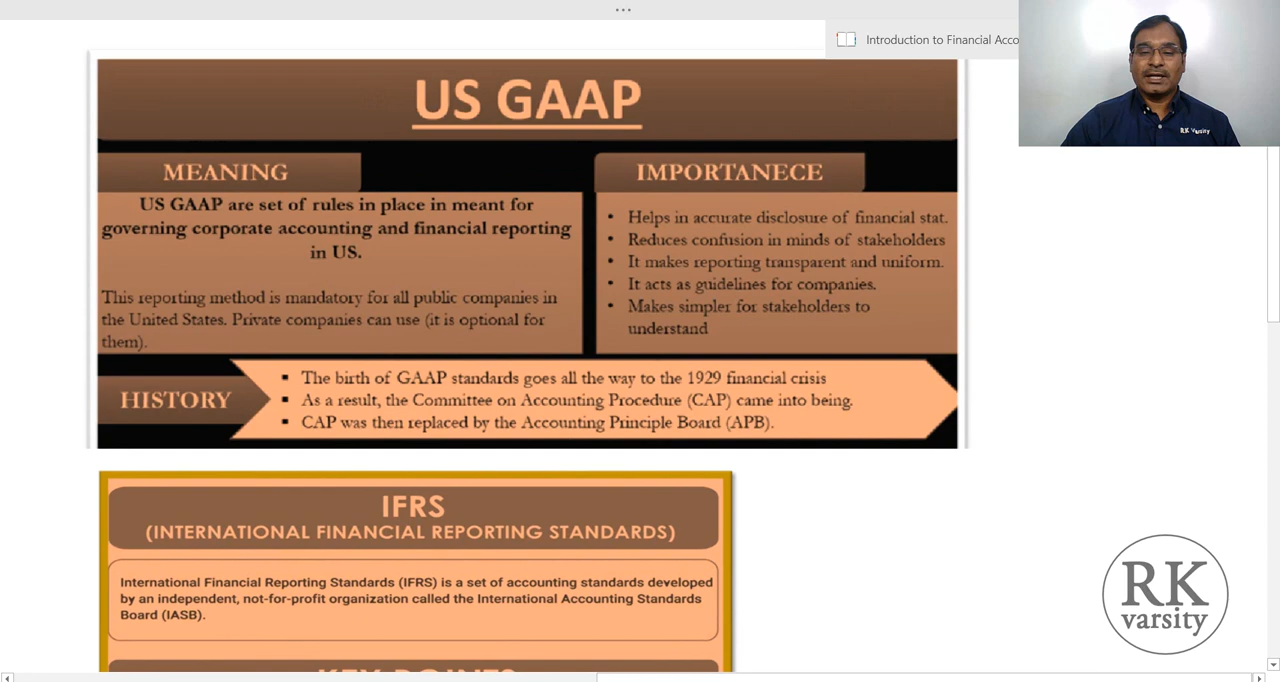 Introduction to Financial Acco
RK Varsity
US GAAP
MEANING
US GAAP are set of rules in place in meant for
governing corporate accounting and financial reporting
in US.
This reporting method is mandatory for all public companies in
the United States. Private companies can use (it is optional for
them).
IMPORTANECE
• Helps in accurate disclosure of financial stat.
• Reduces confusion in minds of stakeholders
• It makes reporting transparent and uniform.
• It acts as guidelines for companies.
• Makes simpler for stakeholders to
understand
HISTORY
▪ The birth of GAAP standards goes all the way to the 1929 financial crisis
▪ As a result, the Committee on Accounting Procedure (CAP) came into being.
▪ CAP was then replaced by the Accounting Principle Board (APB).
IFRS
(INTERNATIONAL FINANCIAL REPORTING STANDARDS)
International Financial Reporting Standards (IFRS) is a set of accounting standards developed
by an independent, not-for-profit organization called the International Accounting Standards
Board (IASB).
KEY POINTS
RK
varsity